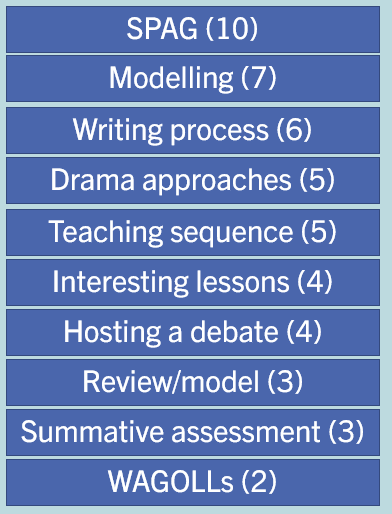 SPAG (10)
Modelling (7)
Writing process (6)
Drama approaches (5)
Teaching sequence (5)
Interesting lessons (4)
Hosting a debate (4)
Review/model (3)
Summative assessment (3)
WAGOLLs (2)